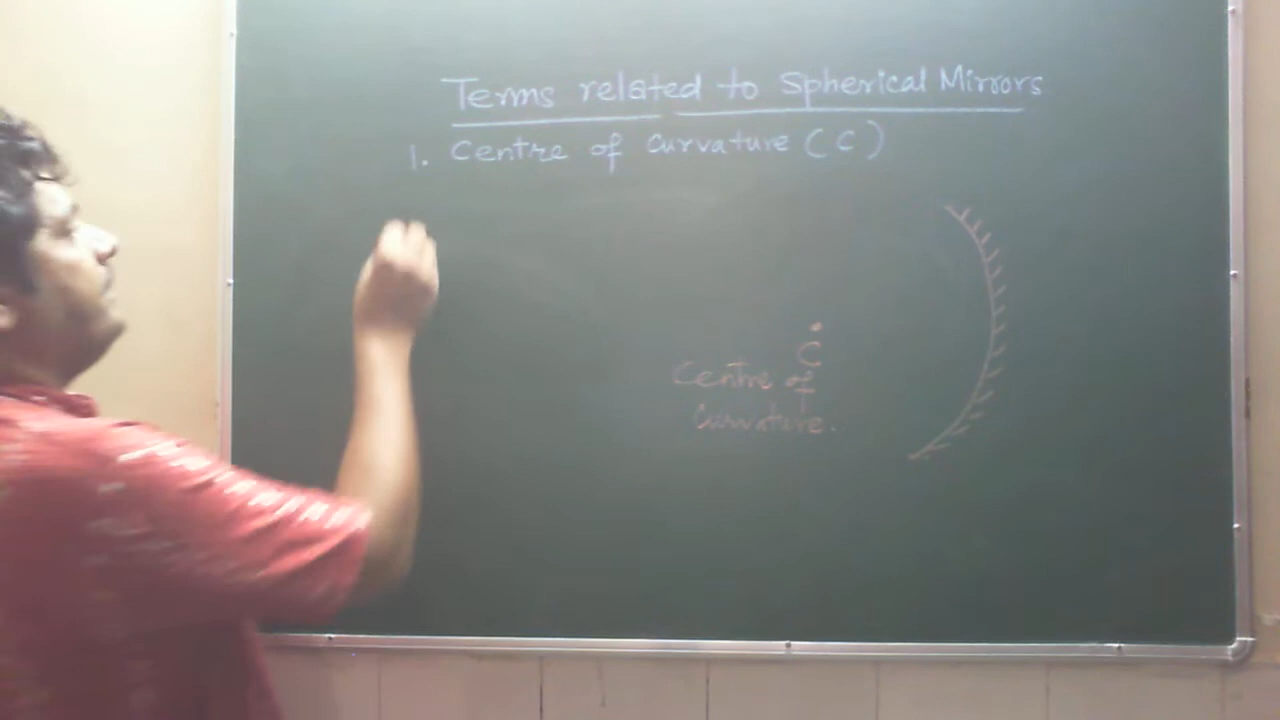 Terms related to Spherical Mirrors
1. Centre of Curvature (C)
C
Centre of
Curvature.